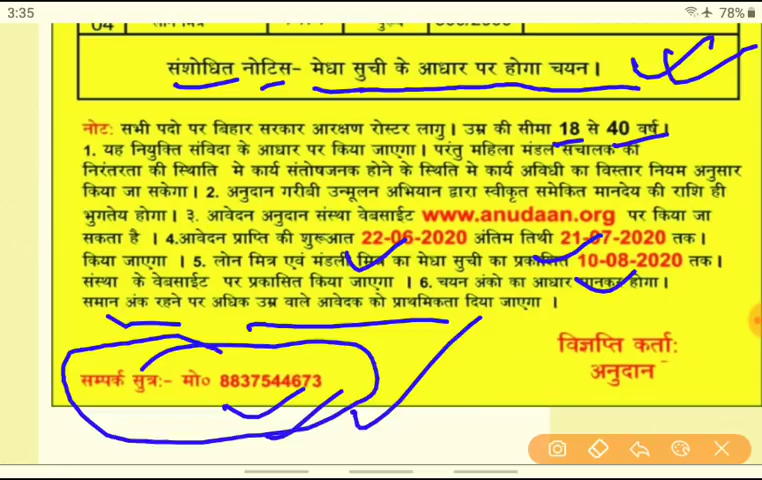 3:35
78%
04 लोन मित्र
संशोधित नोटिस- मेधा सुची के आधार पर होगा चयन।
नोट: सभी पदो पर बिहार सरकार आरक्षण रोस्टर लागु। उम्र की सीमा 18 से 40 वर्ष।
1. यह नियुक्ति संविदा के आधार पर किया जाएगा। परंतु महिला मंडल संचालक की
निरंतरता की स्थिाति मे कार्य संतोषजनक होने के स्थिति मे कार्य अविधी का विस्तार नियम अनुसार
किया जा सकेगा। 2. अनुदान गरीबी उन्मूलन अभियान द्वारा स्वीकृत समेकित मानदेय की राशि ही
भुगतेय होगा। ३. आवेदन अनुदान संस्था वेबसाईट www.anudaan.org पर किया जा
सकता है । 4.आवेदन प्राप्ति की शुरूआत 22-06-2020 अंतिम तिथी 21-07-2020 तक।
किया जाएगा । 5. लोन मित्र एवं मंडली मित्र का मेधा सुची का प्रकाशित 10-08-2020 तक।
संस्था के वेबसाईट पर प्रकासित किया जाएगा । 6. चयन अंको का आधार मानकर होगा।
समान अंक रहने पर अधिक उम्र वाले आवेदक को प्राथमिकता दिया जाएगा ।
विज्ञप्ति कर्ता:
अनुदान
सम्पर्क सुत्र:- मो० 8837544673